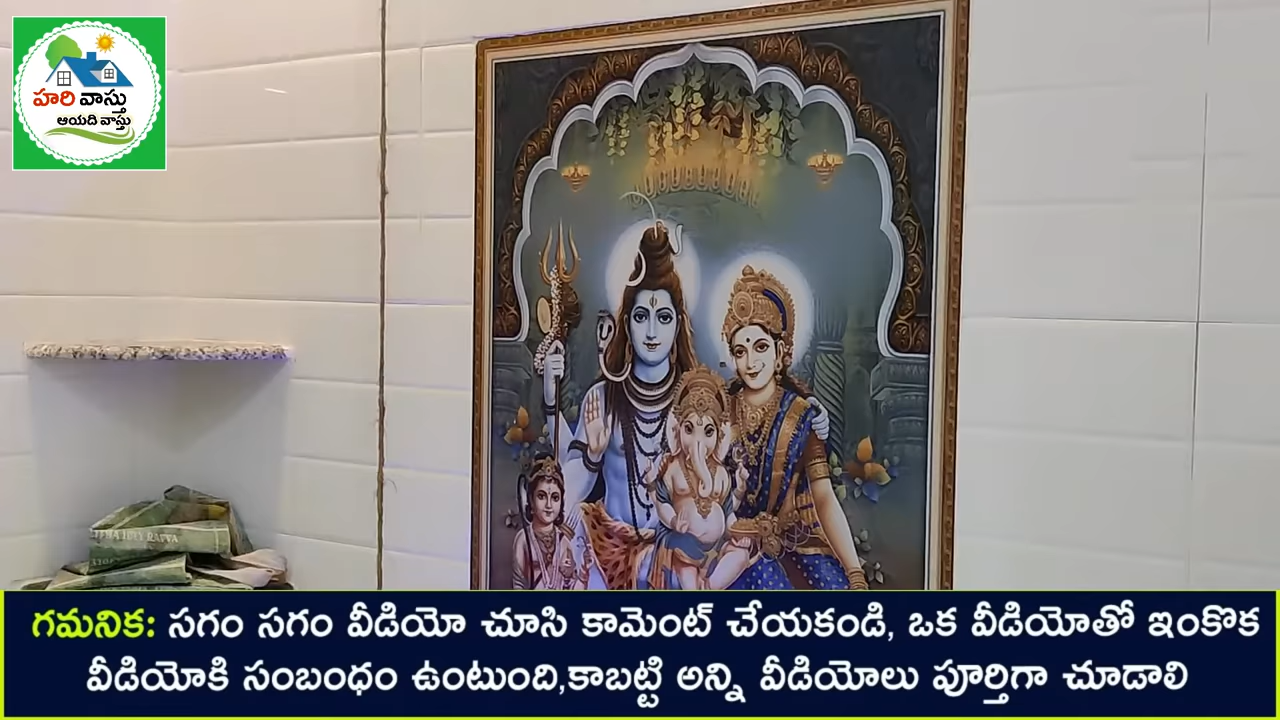 హరి వాస్తు
ఆయది వాస్తు
గమనిక: సగం సగం వీడియో చూసి కామెంట్ చేయకండి, ఒక వీడియోతో ఇంకొక
వీడియోకి సంబంధం ఉంటుంది,కాబట్టి అన్ని వీడియోలు పూర్తిగా చూడాలి